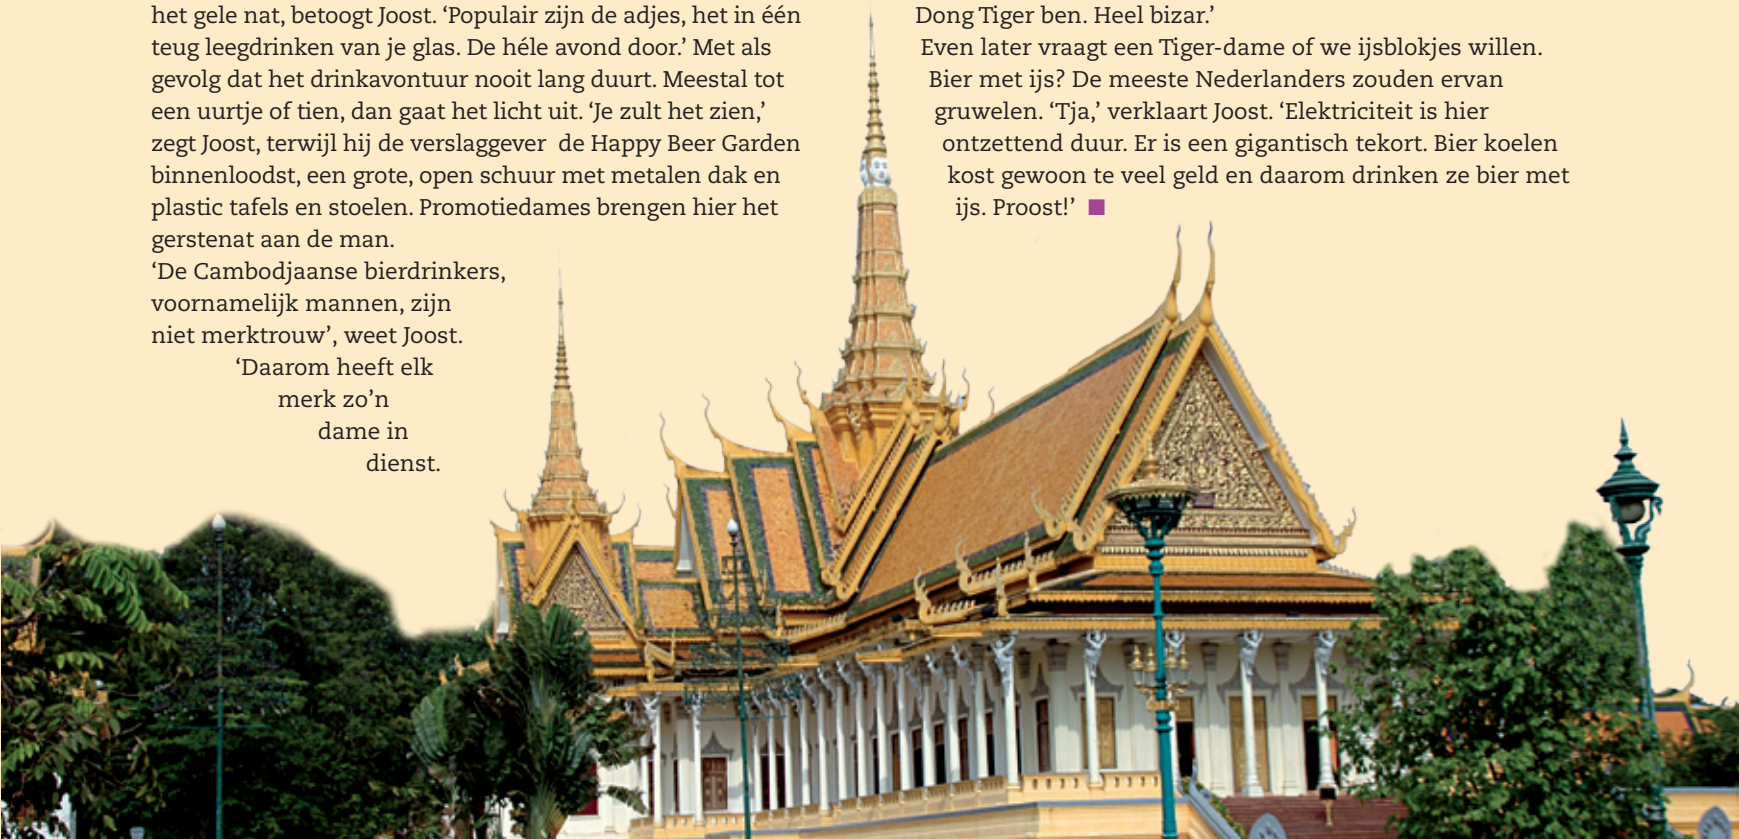 het gele nat, betoogt Joost. ‘Populair zijn de adjes, het in één
teug leegdrinken van je glas. De héle avond door.’ Met als
gevolg dat het drinkavontuur nooit lang duurt. Meestal tot
een uurtje of tien, dan gaat het licht uit. ‘Je zult het zien,’
zegt Joost, terwijl hij de verslaggever de Happy Beer Garden
binnenloodst, een grote, open schuur met metalen dak en
plastic tafels en stoelen. Promotiedames brengen hier het
gerstenat aan de man.
‘De Cambodjaanse bierdrinkers,
voornamelijk mannen, zijn
niet merktrouw’, weet Joost.
‘Daarom heeft elk
merk zo’n
dame in
dienst.
Dong Tiger ben. Heel bizar.’
Even later vraagt een Tiger-dame of we ijsblokjes willen.
Bier met ijs? De meeste Nederlanders zouden ervan
gruwelen. ‘Tja,’ verklaart Joost. ‘Elektriciteit is hier
ontzettend duur. Er is een gigantisch tekort. Bier koelen
kost gewoon te veel geld en daarom drinken ze bier met
ijs. Proost!’ ■